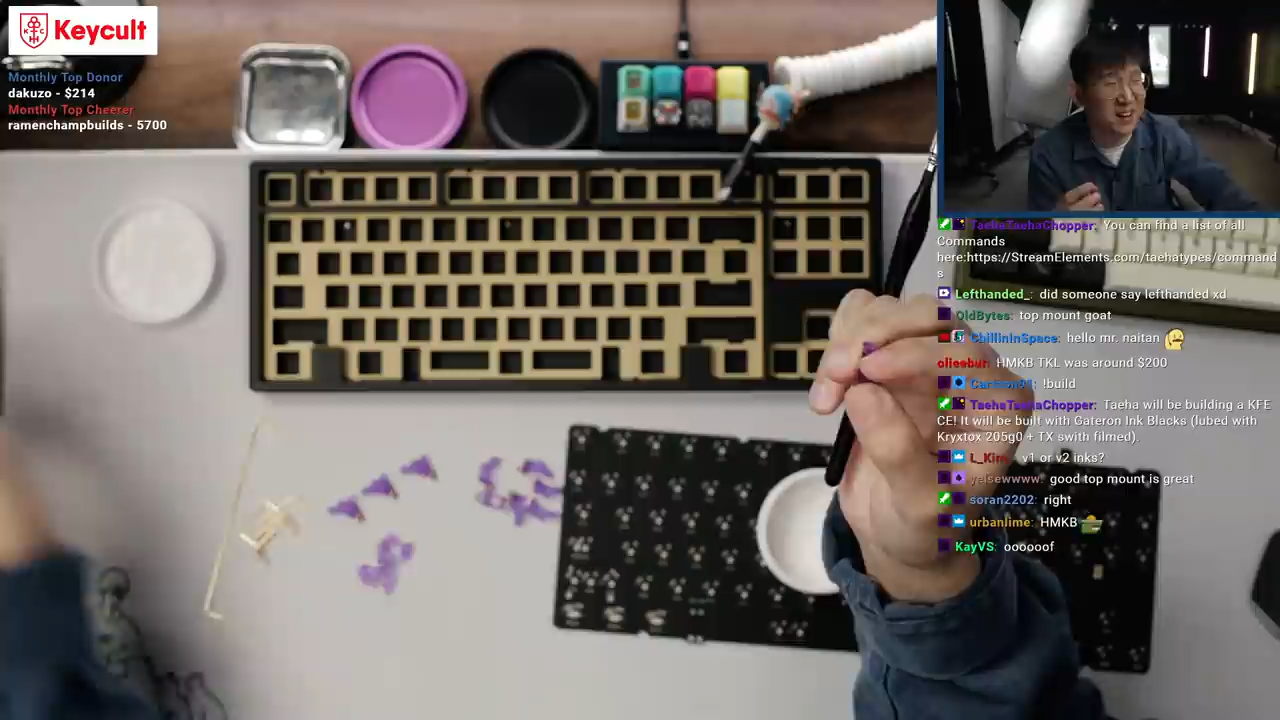 Keycult
Monthly Top Donor
dakuzo - $214
Monthly Top Cheerer
ramenchampbuilds - 5700
TaehaTaehaChopper: You can find a list of all
Commands
here:https://StreamElements.com/taehatypes/command
s
Lefthanded_: did someone say lefthanded xd
OldBytes: top mount goat
ChillinInSpace: hello mr. naitan
olieebur: HMKB TKL was around $200
!build
TaehaTaehaChopper: Taeha will be building a KFE
CE! It will be built with Gateron Ink Blacks (lubed with
Kryxtox 205g0 + TX swith filmed).
v1 or v2 inks?
yeisewwww: good top mount is great
soran2202: right
urbanlime: HMKB
KayVS: oooooof